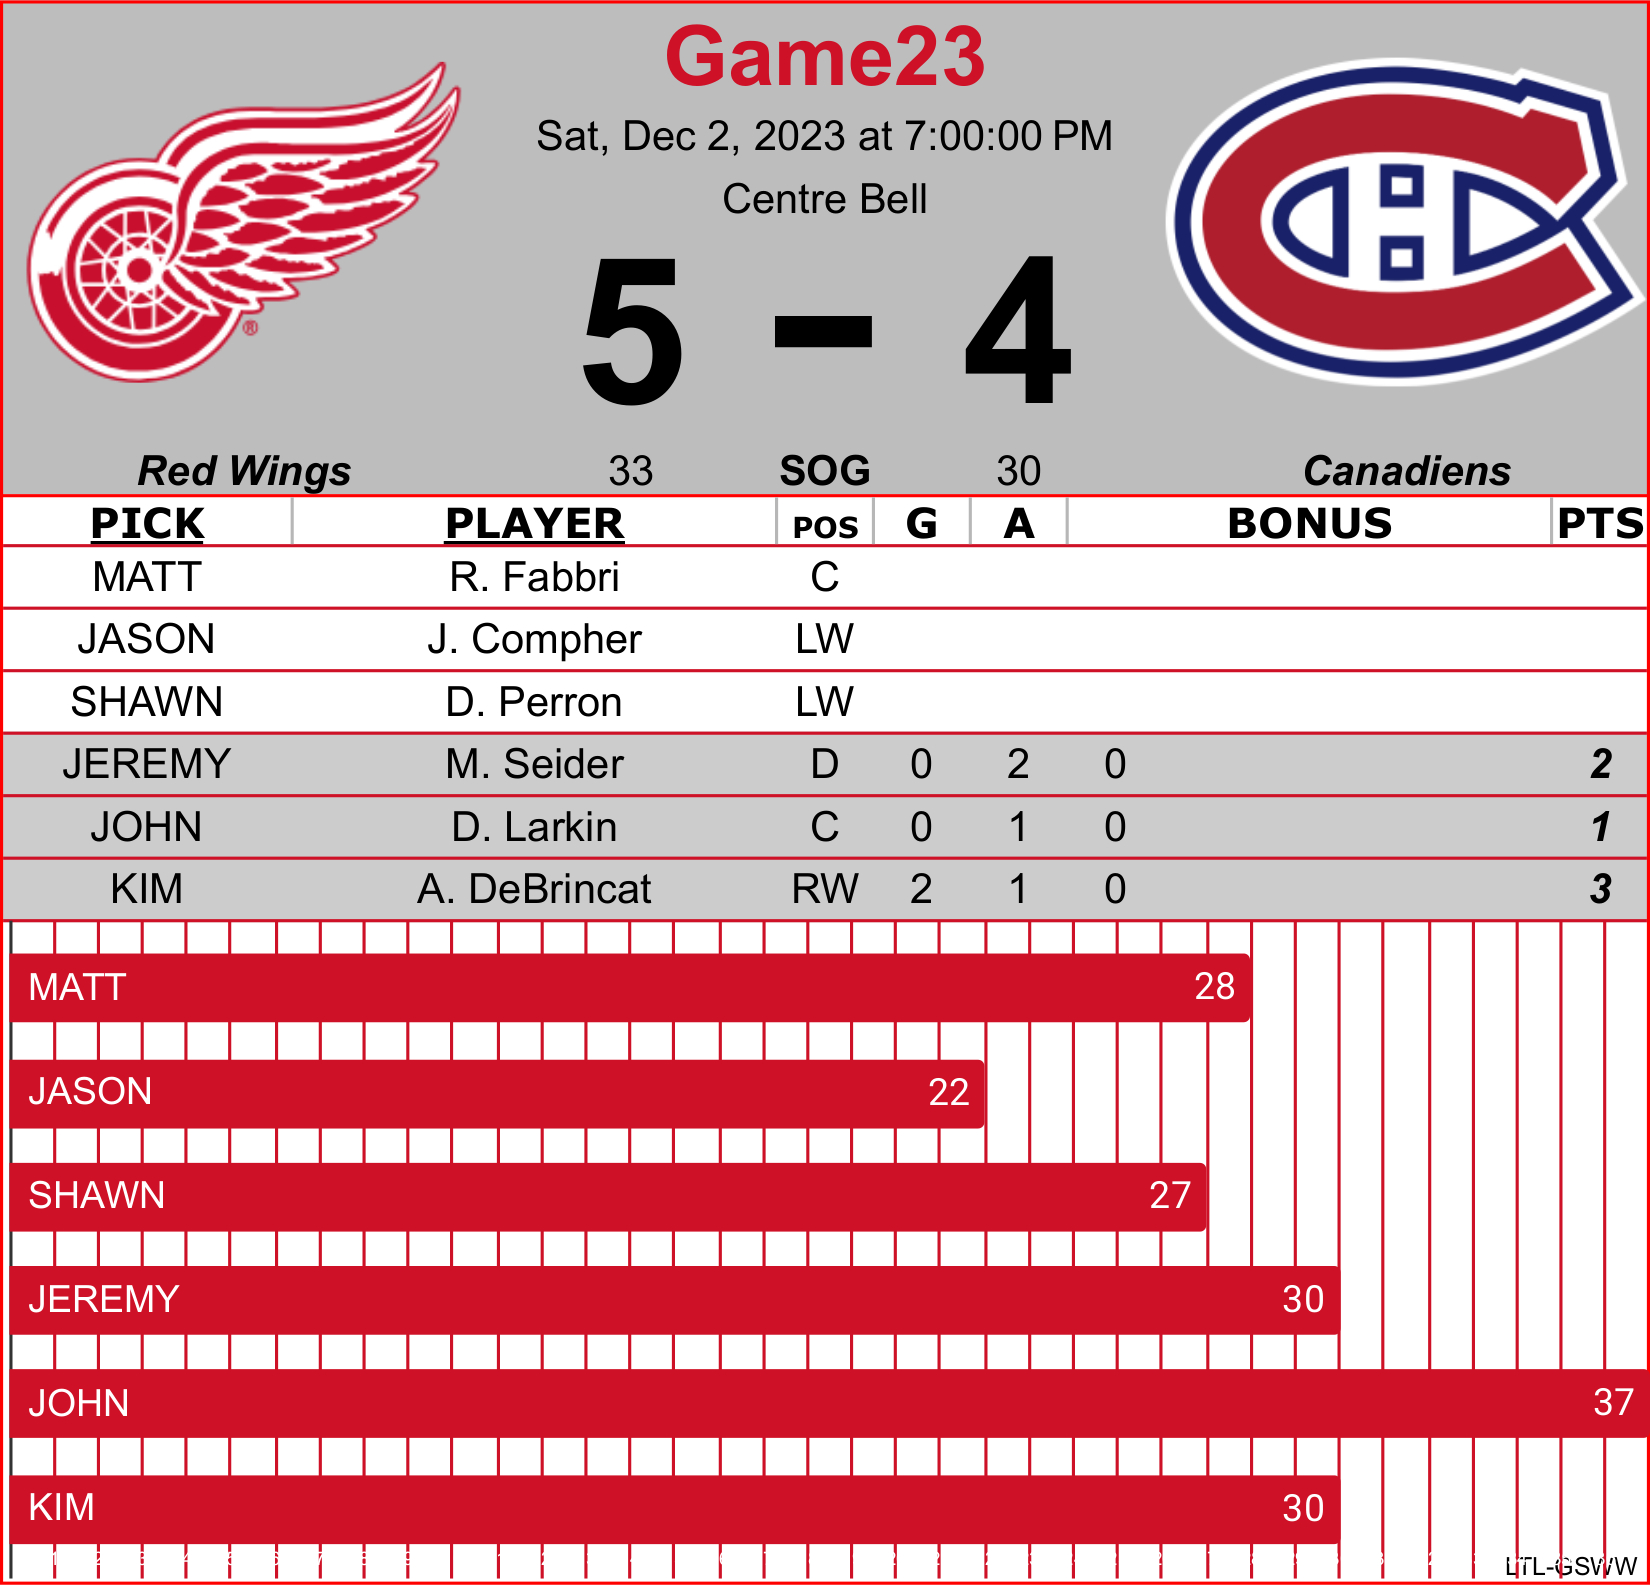 Game23
Sat, Dec 2, 2023 at 7:00:00 PM
Centre Bell
5 – 4
Red Wings 33 SOG 30 Canadiens
PICK PLAYER POS G A BONUS PTS
MATT R. Fabbri C
JASON J. Compher LW
SHAWN D. Perron LW
JEREMY M. Seider D 0 2 0 2
JOHN D. Larkin C 0 1 0 1
KIM A. DeBrincat RW 2 1 0 3
MATT 28
JASON 22
SHAWN 27
JEREMY 30
JOHN 37
KIM 30
LTL-GSWW